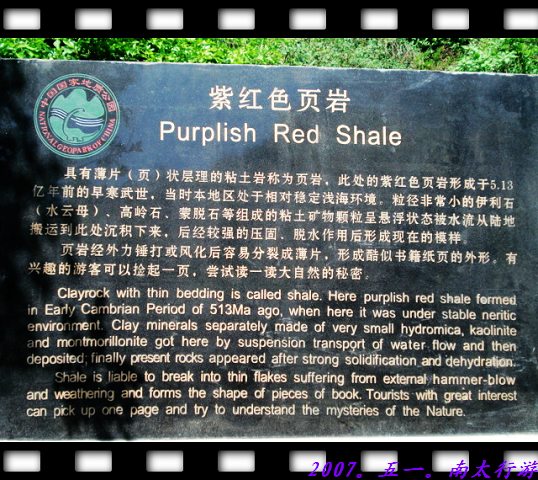 中国国家地质公园
NATIONAL GEOPARK OF CHINA
紫红色页岩
Purplish Red Shale
具有薄片（页）状层理的粘土岩称为页岩，此处的紫红色页岩形成于5.13
亿年前的早寒武世，当时本地区处于相对稳定浅海环境。粒径非常小的伊利石
（水云母）、高岭石、蒙脱石等组成的粘土矿物颗粒呈悬浮状态被水流从陆地
搬运到此处沉积下来，后经较强的压固、脱水作用后形成现在的模样。
页岩经外力锤打或风化后容易分裂成薄片，形成酷似书籍纸页的外形。有
兴趣的游客可以捡起一页，尝试读一读大自然的秘密。
Clayrock with thin bedding is called shale. Here purplish red shale formed
in Early Cambrian Period of 513Ma ago, when here it was under stable neritic
environment. Clay minerals separately made of very small hydromica, kaolinite
and montmorillonite got here by suspension transport of water flow and then
deposited; finally present rocks appeared after strong solidification and dehydration.
Shale is liable to break into thin flakes suffering from external hammer-blow
and weathering and forms the shape of pieces of book. Tourists with great interest
can pick up one page and try to understand the mysteries of the Nature.
2007。五一。南太行游